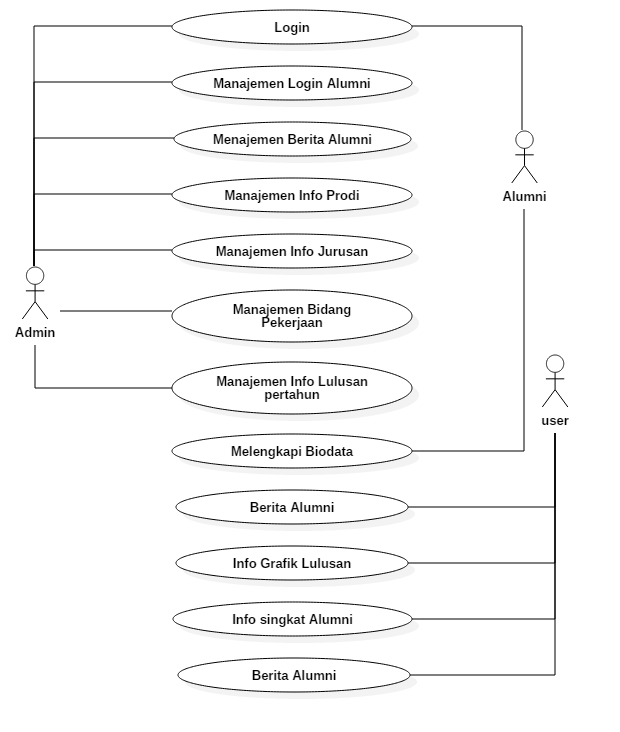 Login
Manajemen Login Alumni
Menajemen Berita Alumni
Alumni
Manajemen Info Prodi
Manajemen Info Jurusan
Admin
Manajemen Bidang
Pekerjaan
Manajemen Info Lulusan
pertahun
user
Melengkapi Biodata
Berita Alumni
Info Grafik Lulusan
Info singkat Alumni
Berita Alumni